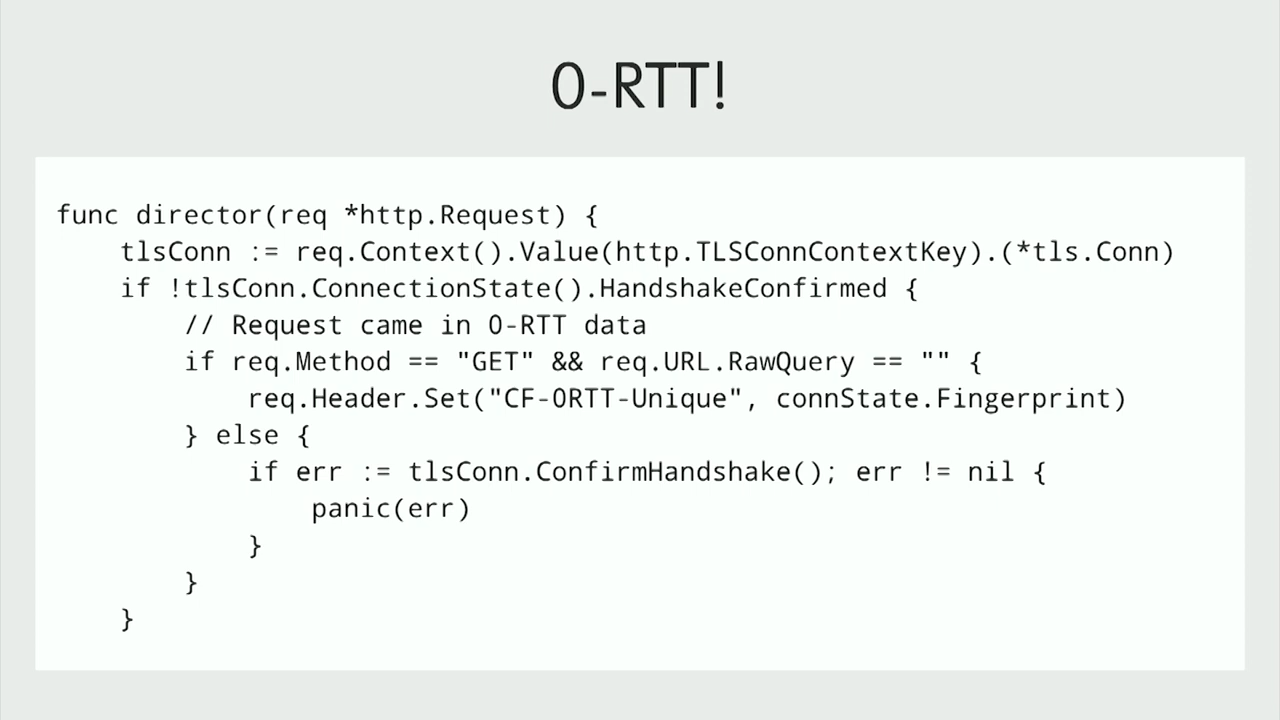 0-RTT!
func director(req *http.Request) {
    tlsConn := req.Context().Value(http.TLSConnContextKey).(*tls.Conn)
    if !tlsConn.ConnectionState().HandshakeConfirmed {
        // Request came in 0-RTT data
        if req.Method == "GET" && req.URL.RawQuery == "" {
            req.Header.Set("CF-0RTT-Unique", connState.Fingerprint)
        } else {
            if err := tlsConn.ConfirmHandshake(); err != nil {
                panic(err)
            }
        }
    }